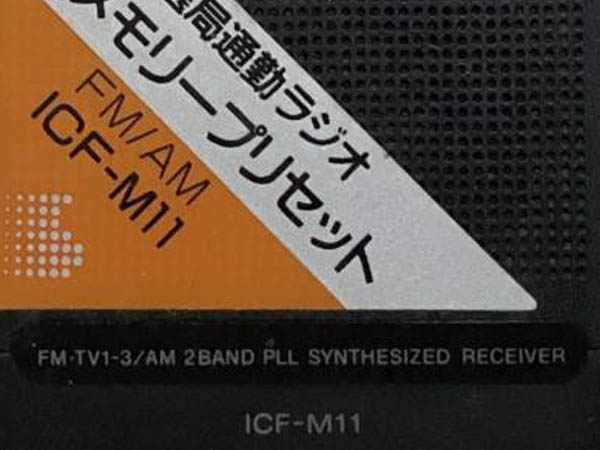 局通勤ラジオ
メモリープリセット
FM/AM
ICF-M11
FM·TV1-3/AM 2BAND PLL SYNTHESIZED RECEIVER
ICF-M11